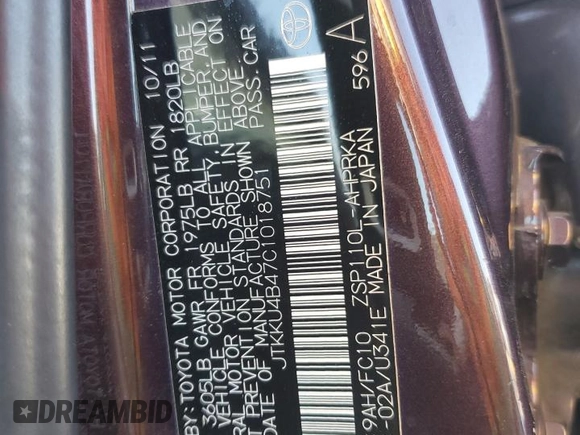 BY:TOYOTA MOTOR CORPORATION 10/11
3605LB GAWR FR 1975LB RR 1820LB
VEHICLE CONFORMS TO ALL APPLICABLE
MOTOR VEHICLE SAFETY, BUMPER,AND
PREVENTION STANDARDS IN EFFECT ON
DATE OF MANUFACTURE SHOWN ABOVE.
JTKKU4B47C1018751 PASS.CAR
9AH/FC10 ZSP110L-AHPRKA 596 A
-02A/U341E MADE IN JAPAN
DREAMBID